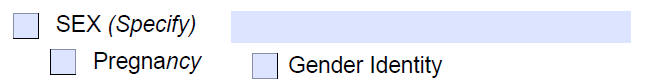 SEX (Specify)
Pregnancy Gender Identity